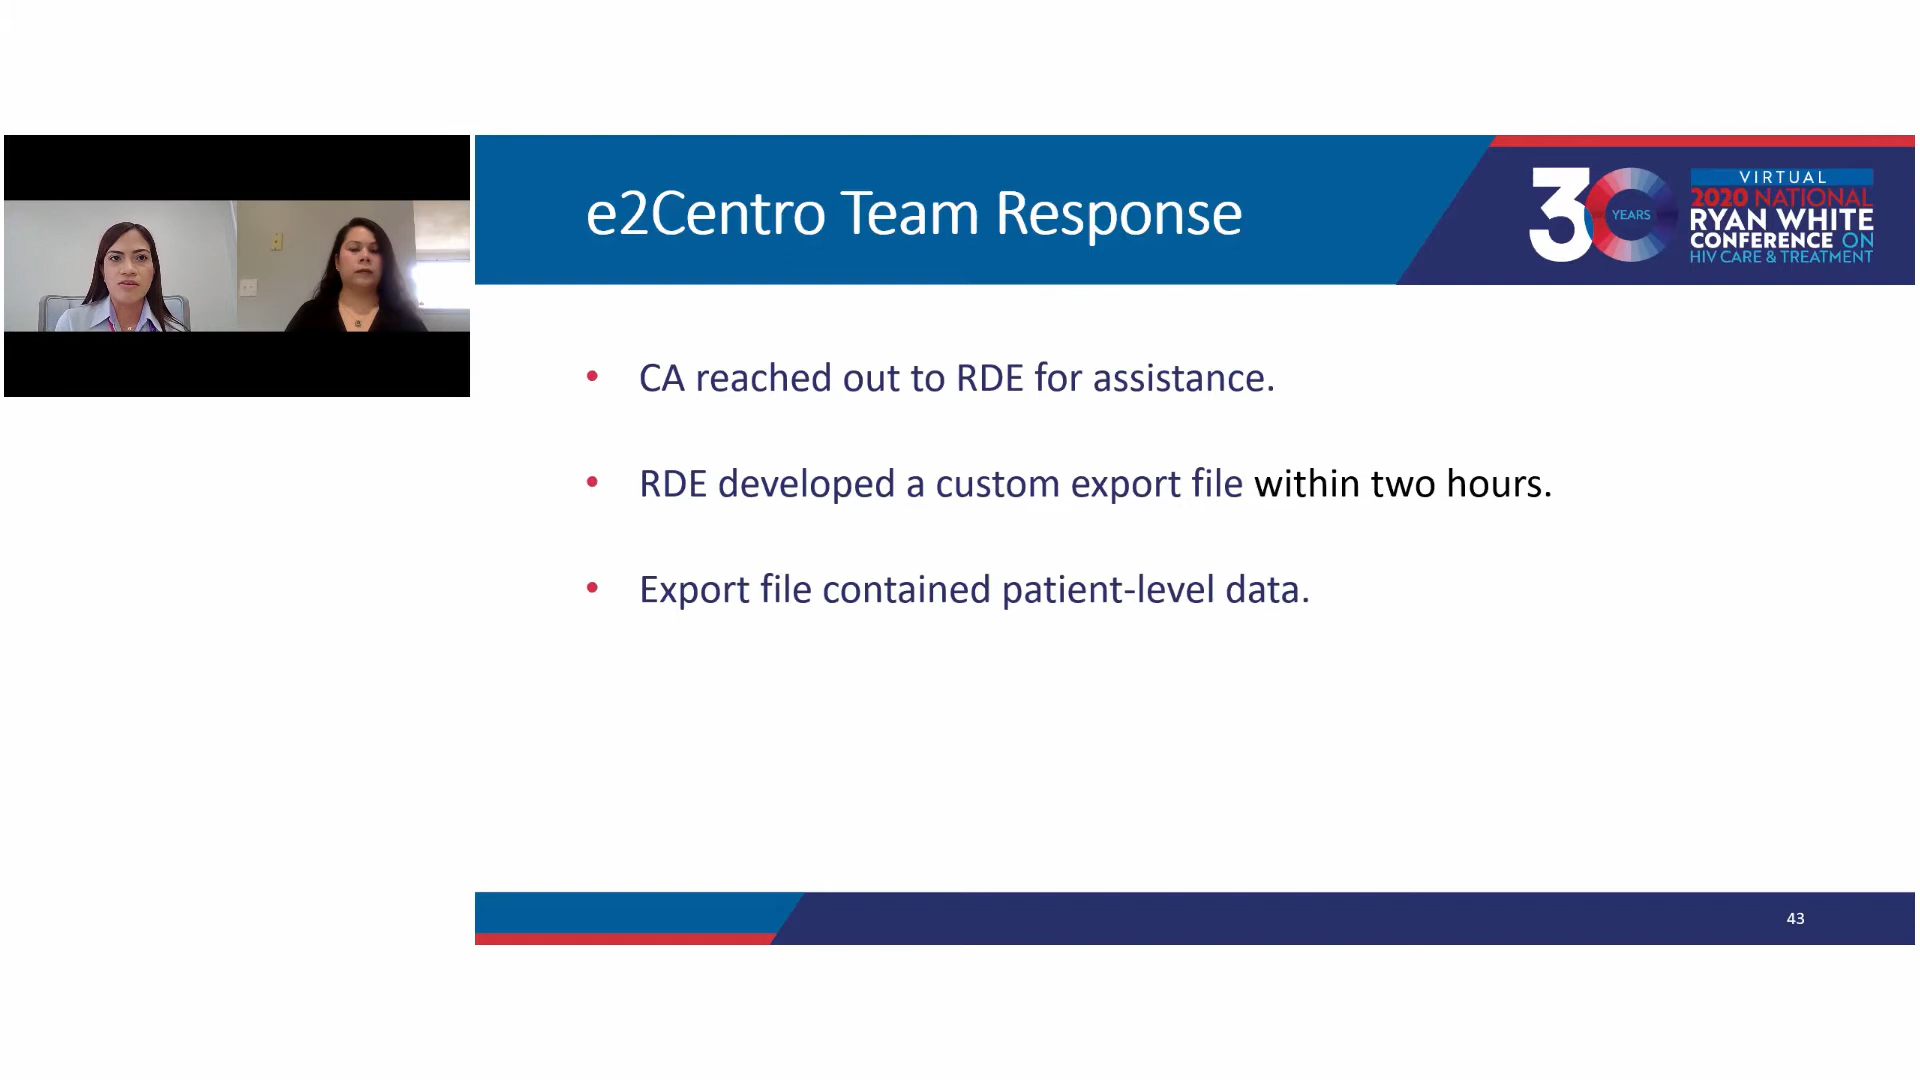 e2Centro Team Response
30
YEARS
VIRTUAL
2020 NATIONAL
RYAN WHITE
CONFERENCE ON
HIV CARE & TREATMENT
• CA reached out to RDE for assistance.
• RDE developed a custom export file within two hours.
• Export file contained patient-level data.
43